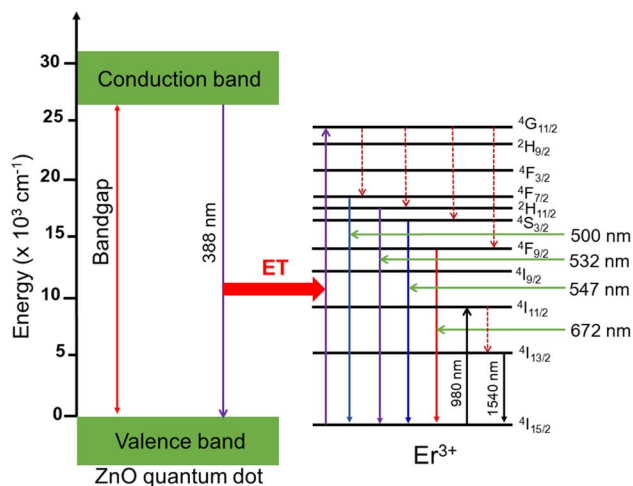 Energy (x 10³ cm⁻¹)
30
25
20
15
10
5
0
Conduction band
Bandgap
388 nm
Valence band
ZnO quantum dot
ET
⁴G₁₁/₂
²H₉/₂
⁴F₃/₂
⁴F₇/₂
²H₁₁/₂
⁴S₃/₂
⁴F₉/₂
⁴I₉/₂
⁴I₁₁/₂
⁴I₁₃/₂
⁴I₁₅/₂
500 nm
532 nm
547 nm
672 nm
980 nm
1540 nm
Er³⁺